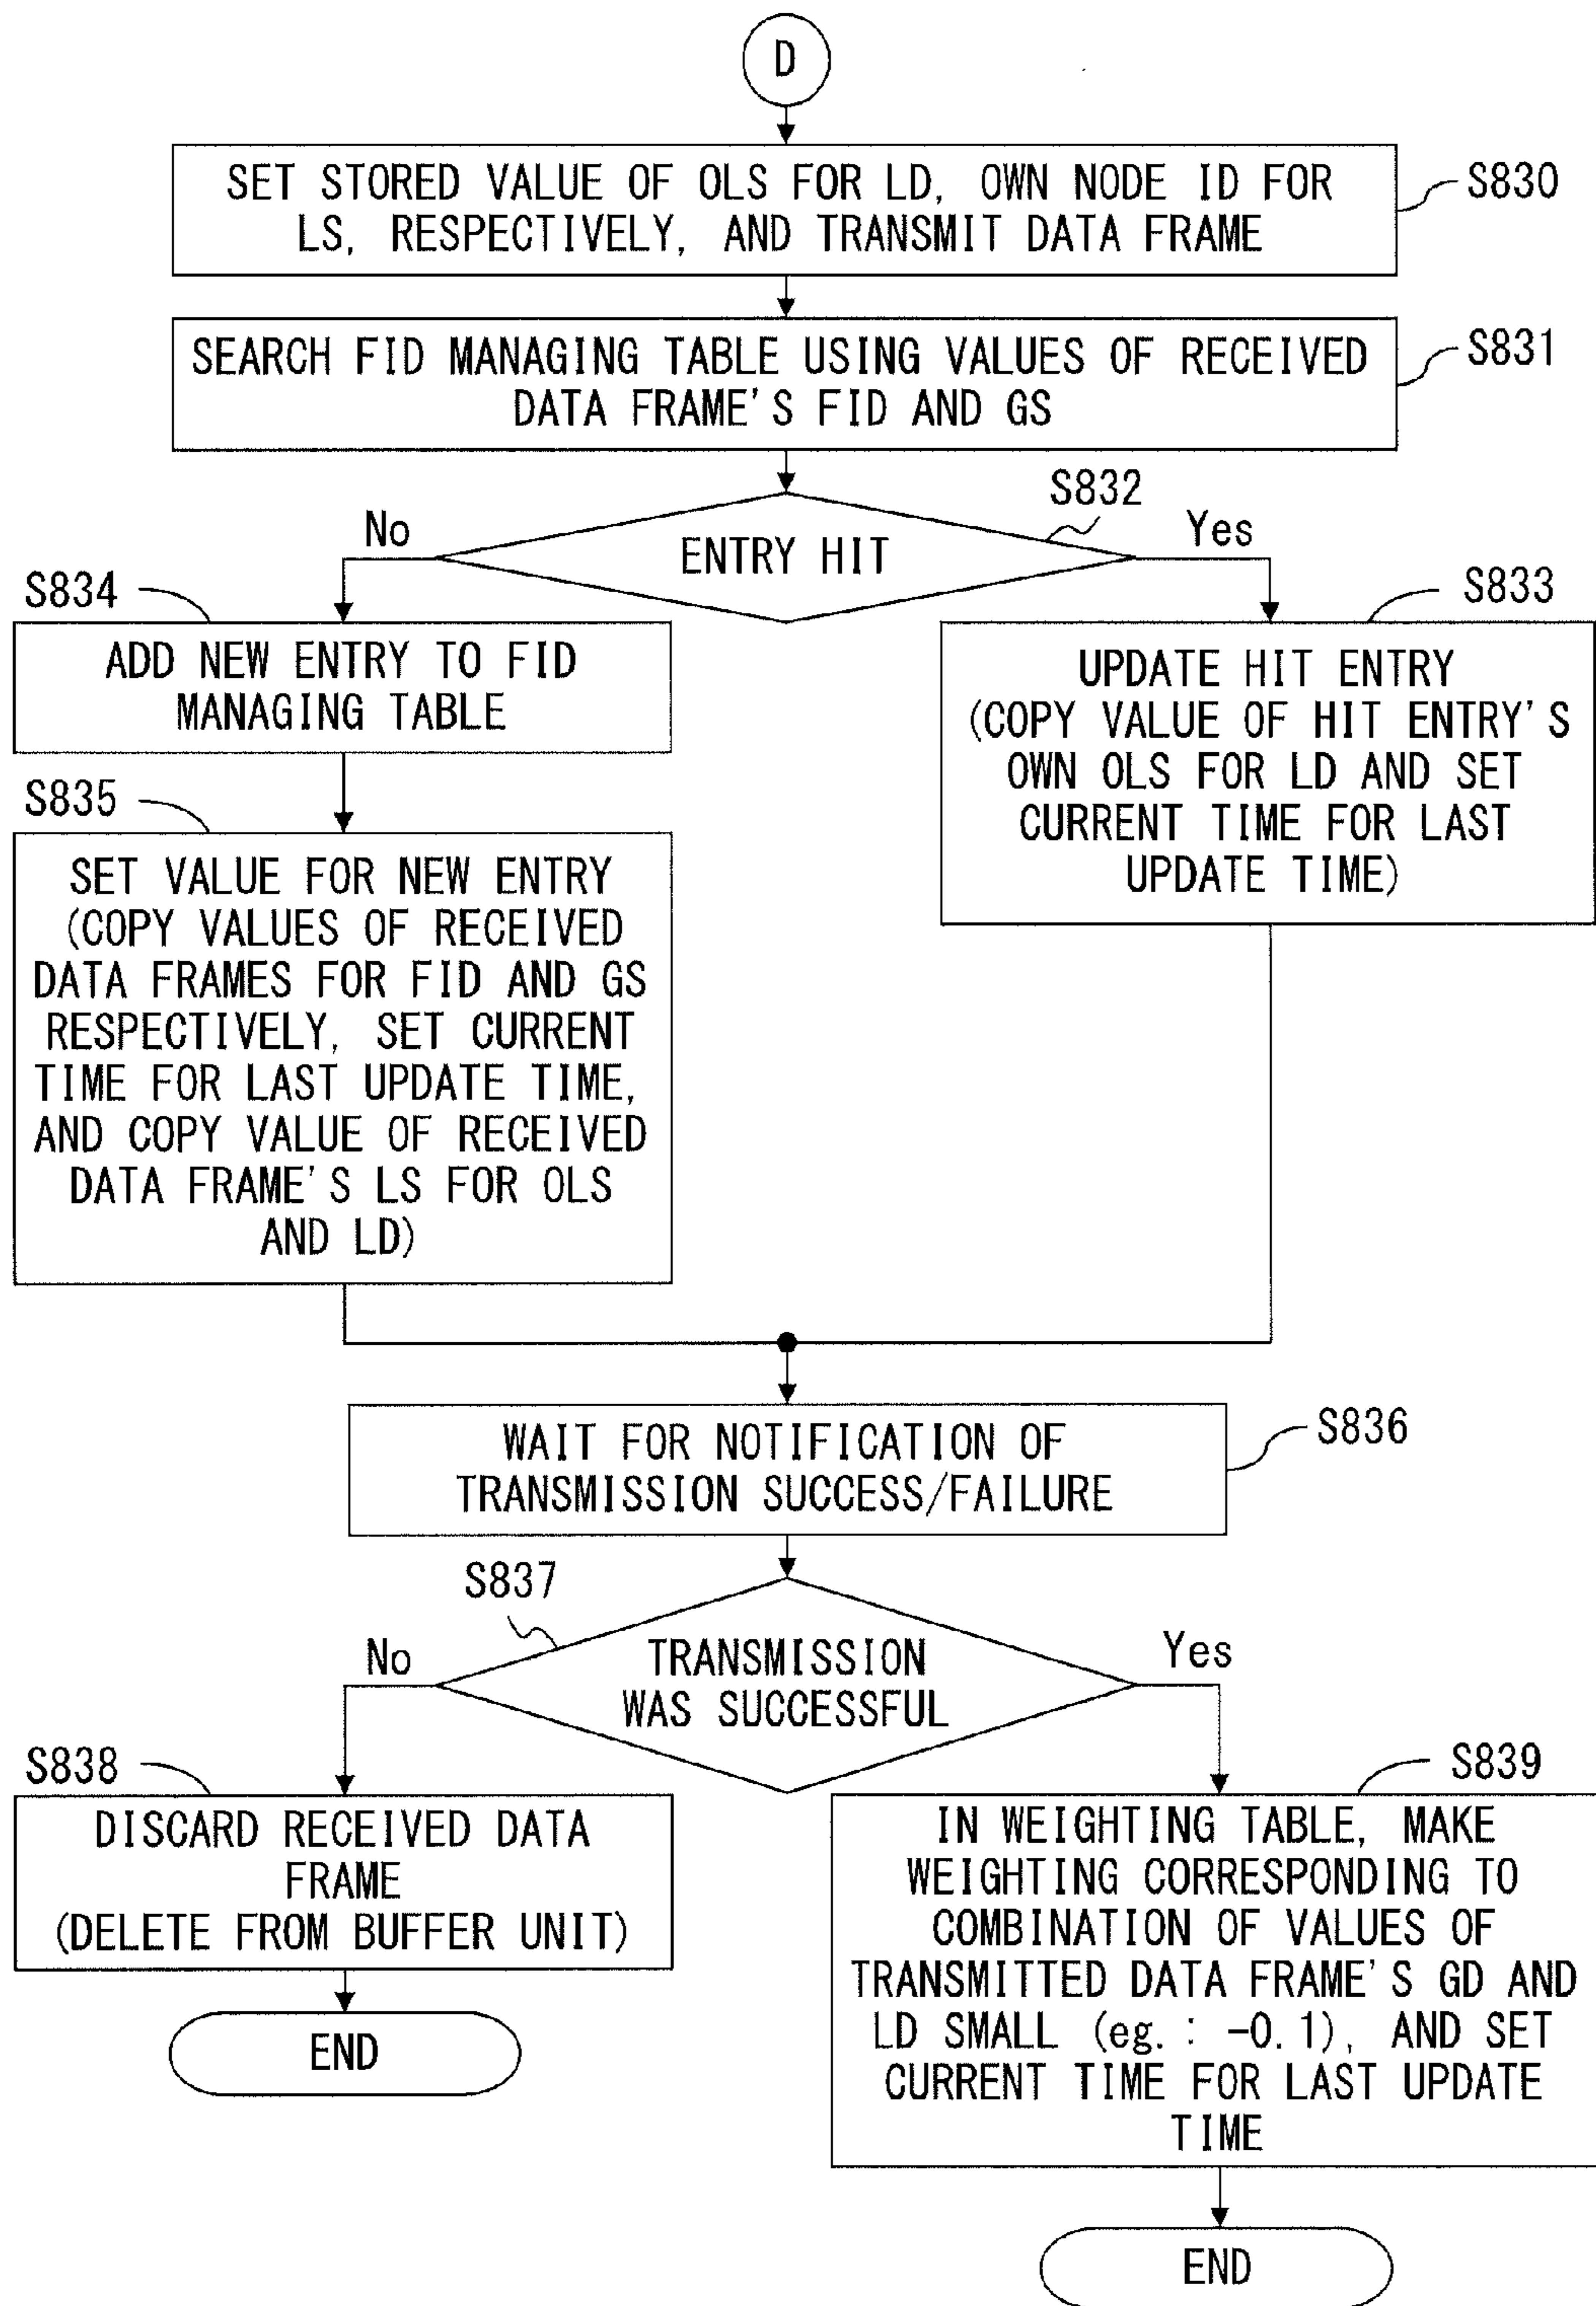 D
SET STORED VALUE OF OLS FOR LD, OWN NODE ID FOR
LS, RESPECTIVELY, AND TRANSMIT DATA FRAME
S830
SEARCH FID MANAGING TABLE USING VALUES OF RECEIVED
DATA FRAME'S FID AND GS
S831
S832
No
ENTRY HIT
Yes
S834
ADD NEW ENTRY TO FID
MANAGING TABLE
S833
UPDATE HIT ENTRY
(COPY VALUE OF HIT ENTRY'S
OWN OLS FOR LD AND SET
CURRENT TIME FOR LAST
UPDATE TIME)
S835
SET VALUE FOR NEW ENTRY
(COPY VALUES OF RECEIVED
DATA FRAMES FOR FID AND GS
RESPECTIVELY, SET CURRENT
TIME FOR LAST UPDATE TIME,
AND COPY VALUE OF RECEIVED
DATA FRAME'S LS FOR OLS
AND LD)
WAIT FOR NOTIFICATION OF
TRANSMISSION SUCCESS/FAILURE
S836
S837
No
TRANSMISSION
WAS SUCCESSFUL
Yes
S838
DISCARD RECEIVED DATA
FRAME
(DELETE FROM BUFFER UNIT)
END
S839
IN WEIGHTING TABLE, MAKE
WEIGHTING CORRESPONDING TO
COMBINATION OF VALUES OF
TRANSMITTED DATA FRAME'S GD AND
LD SMALL (eg. : -0.1), AND SET
CURRENT TIME FOR LAST UPDATE
TIME
END